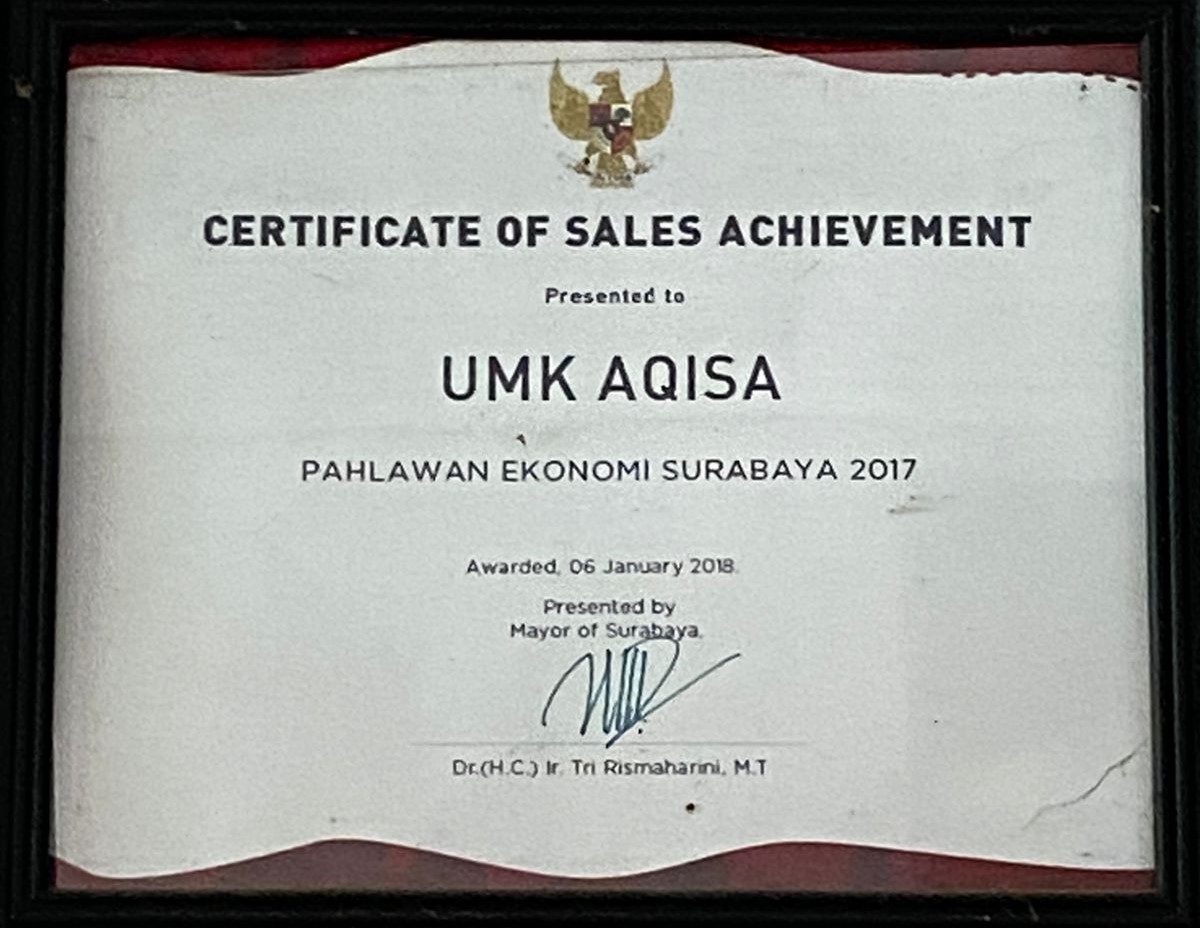 CERTIFICATE OF SALES ACHIEVEMENT
Presented to
UMK AQISA
PAHLAWAN EKONOMI SURABAYA 2017
Awarded, 06 January 2018.
Presented by
Mayor of Surabaya,
Dr.(H.C.) Ir. Tri Rismaharini, M.T